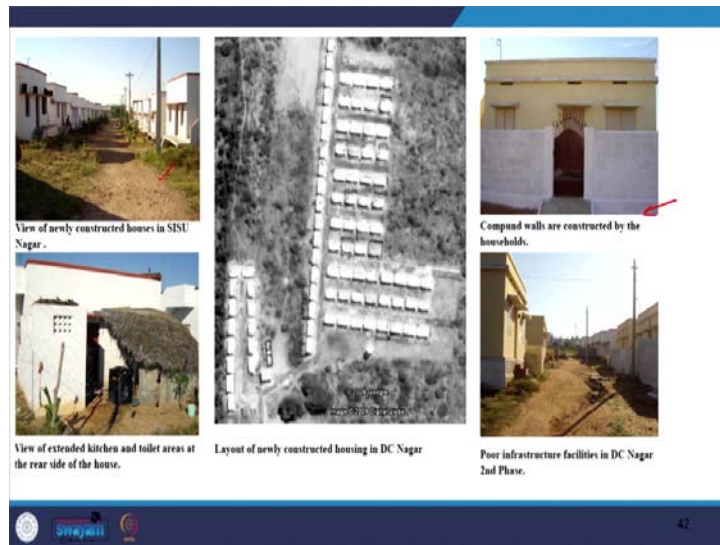 View of newly constructed houses in SISU
Nagar .
Compund walls are constructed by the
households.
View of extended kitchen and toilet areas at
the rear side of the house.
Layout of newly constructed housing in DC Nagar
Poor infrastructure facilities in DC Nagar
2nd Phase.
swayam
42